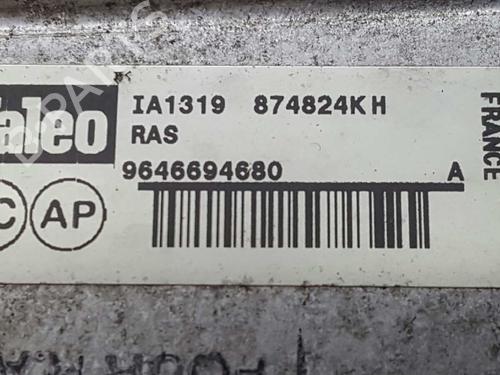 valeo IA1319 874824KH
RAS
9646694680 A
C AP
FRANCE